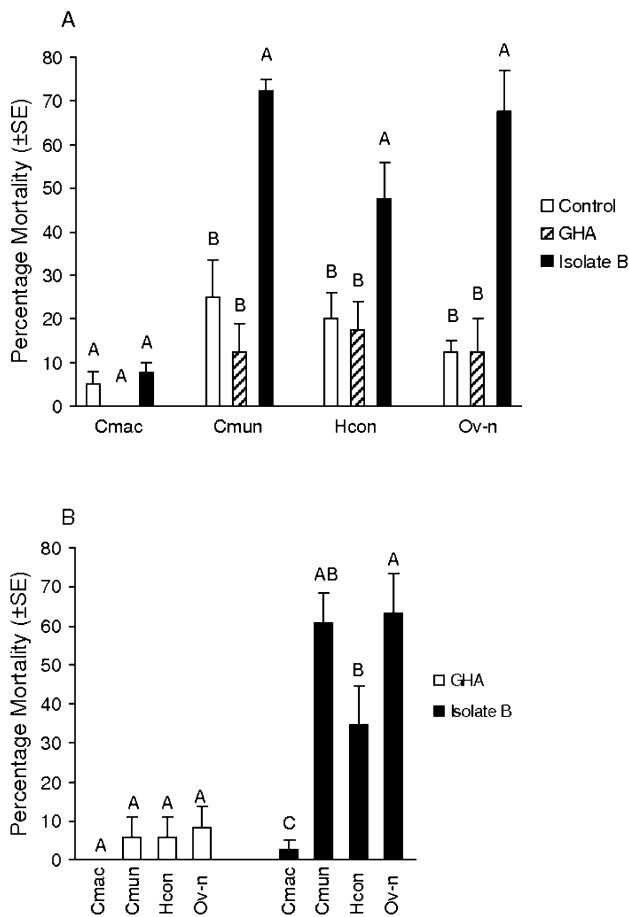 A
Percentage Mortality (±SE)
80
70
60
50
40
30
20
10
0
A
A
A
B
B
A
B
B
A
B
B
A
Cmac
Cmun
Hcon
Ov-n
Control
GHA
Isolate B
B
Percentage Mortality (±SE)
80
70
60
50
40
30
20
10
0
A
A
A
A
C
AB
B
A
Cmac
Cmun
Hcon
Ov-n
Cmac
Cmun
Hcon
Ov-n
GHA
Isolate B